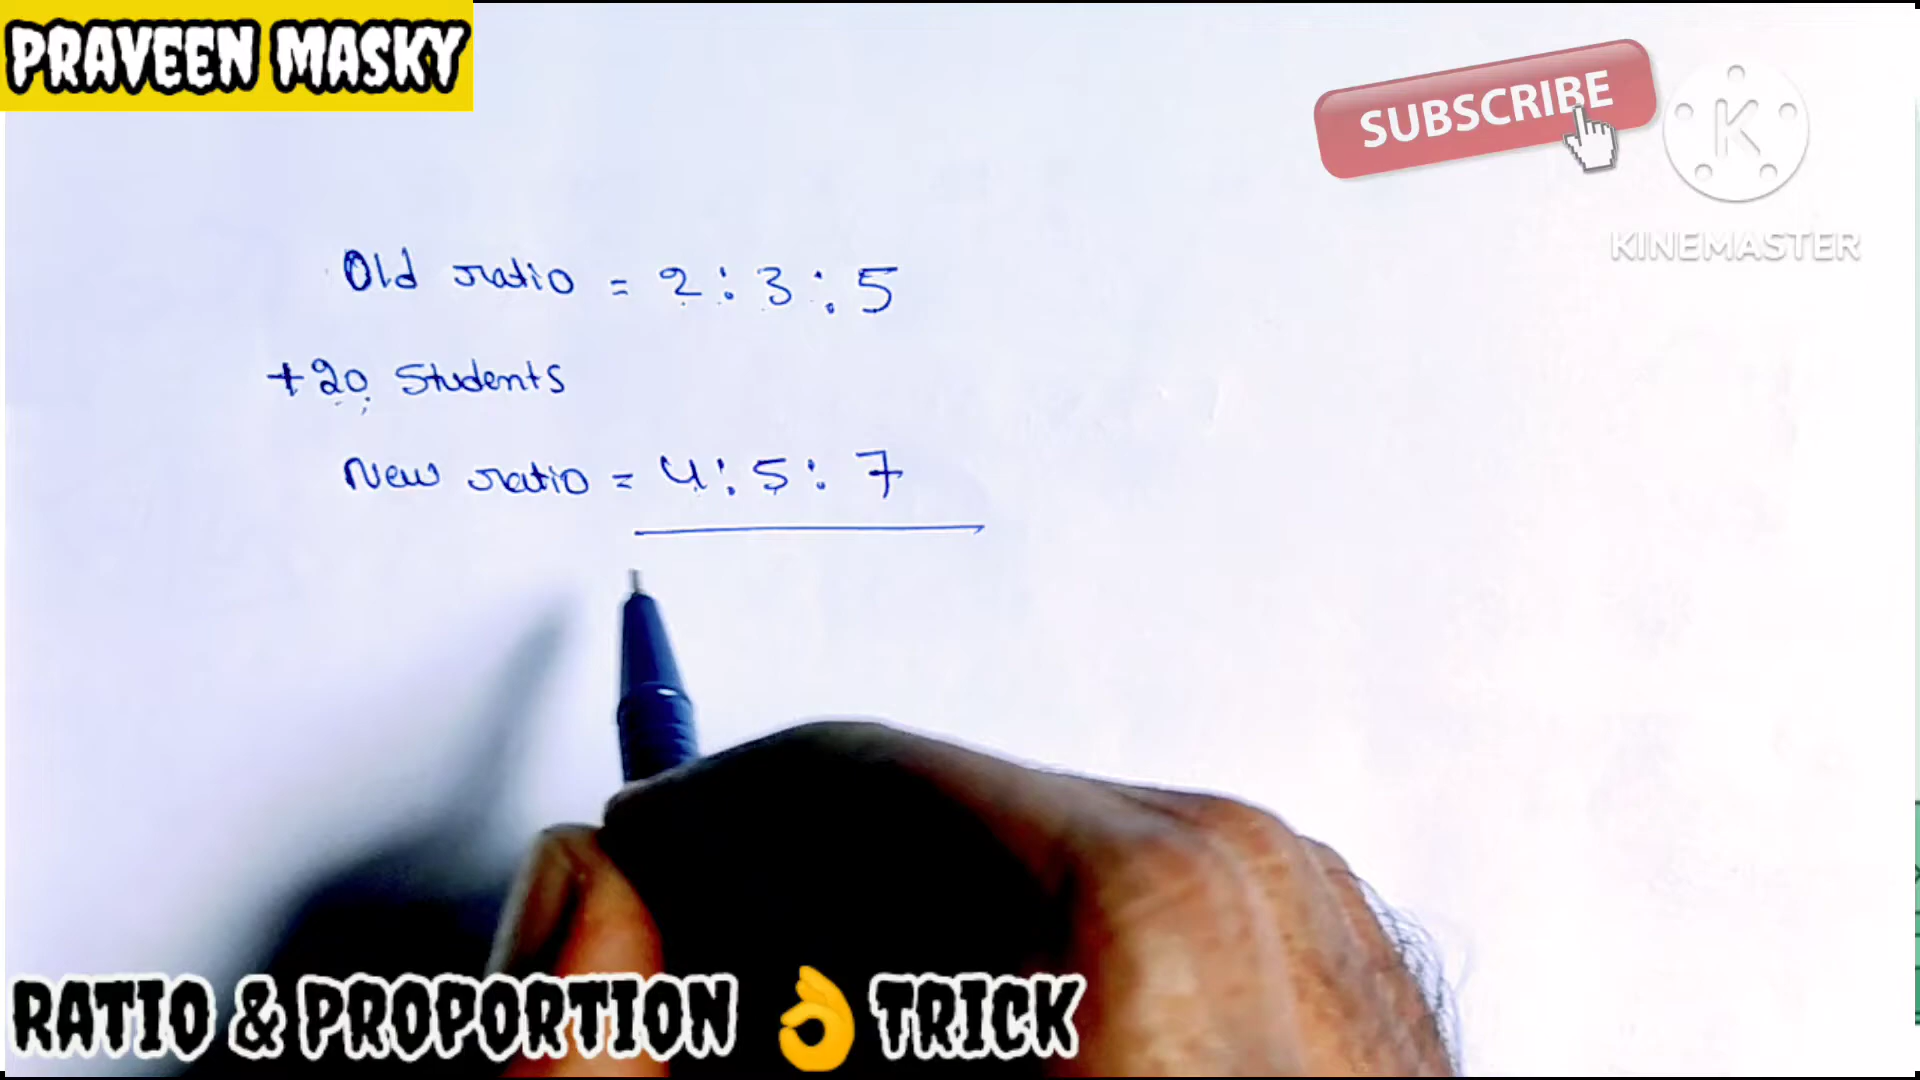 PRAVEEN MASKY
SUBSCRIBE
K
KINEMASTER
Old ratio = 2 : 3 : 5
+20 Students
New ratio = 4 : 5 : 7
RATIO & PROPORTION 👌 TRICK